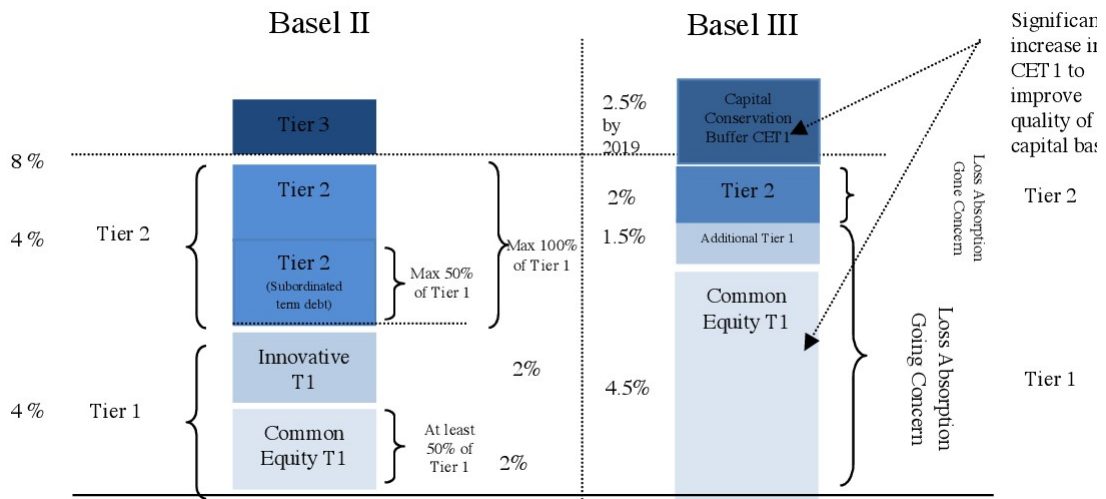 Basel II
Basel III
Tier 3
8 %
Tier 2
4 %
Tier 2
Tier 2
(Subordinated
term debt)
Max 50%
of Tier 1
Max 100%
of Tier 1
Innovative
T1
2%
4 %
Tier 1
Common
Equity T1
At least
50% of
Tier 1
2%
2.5%
by
2019
Capital
Conservation
Buffer CET1
2%
Tier 2
1.5%
Additional Tier 1
Common
Equity T1
4.5%
Loss Absorption
Gone Concern
Loss Absorption
Going Concern
Significan
increase in
CET1 to
improve
quality of
capital bas
Tier 2
Tier 1